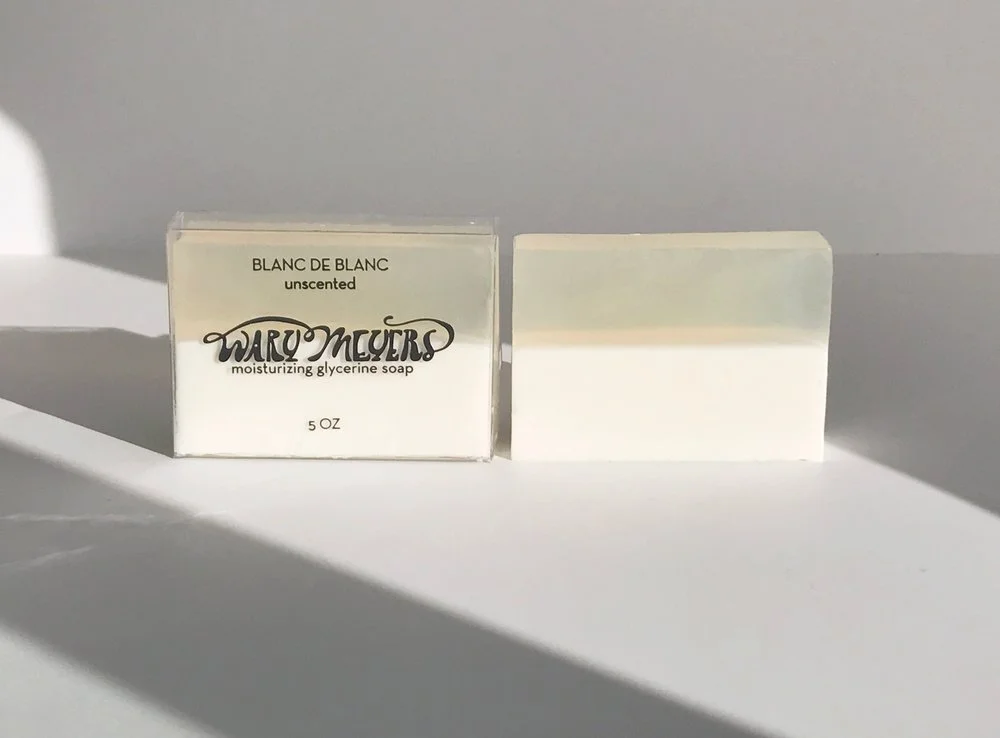 BLANC DE BLANC
unscented
WARY MEYERS
moisturizing glycerine soap
5 OZ